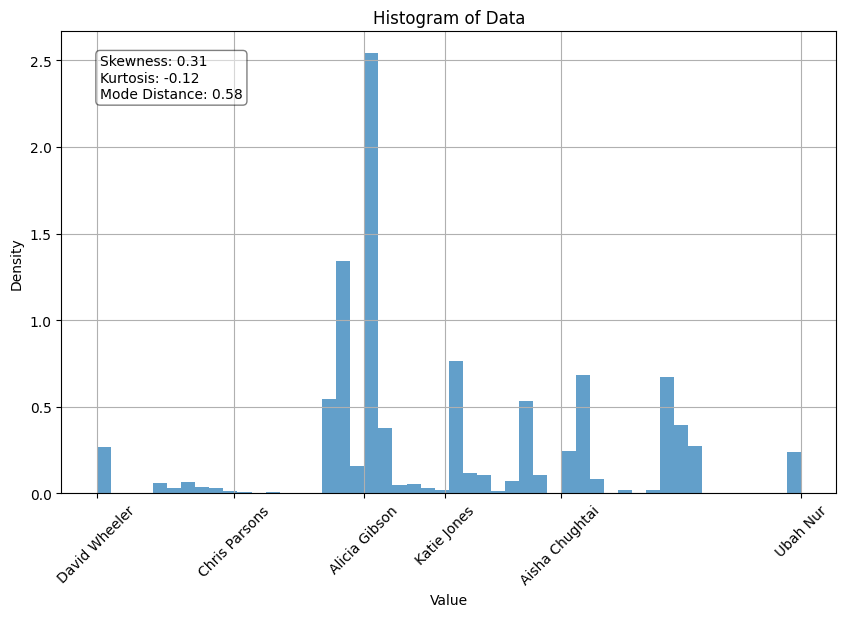 Histogram of Data
Skewness: 0.31
Kurtosis: -0.12
Mode Distance: 0.58
2.5
2.0
1.5
1.0
0.5
0.0
Density
David Wheeler
Chris Parsons
Alicia Gibson
Katie Jones
Aisha Chughtai
Ubah Nur
Value